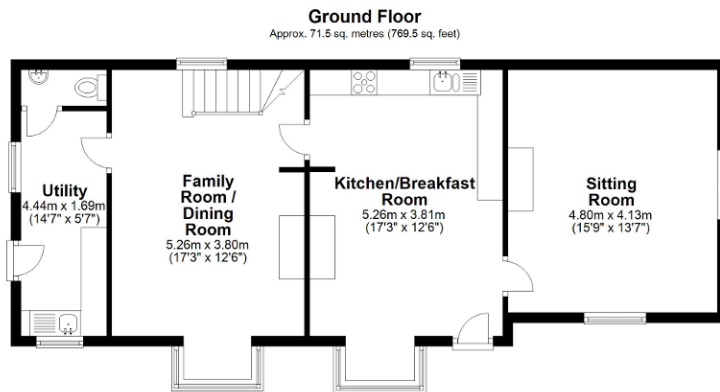 Ground Floor
Approx. 71.5 sq. metres (769.5 sq. feet)
Utility
4.44m x 1.69m
(14'7" x 5'7")
Family
Room /
Dining
Room
5.26m x 3.80m
(17'3" x 12'6")
Kitchen/Breakfast
Room
5.26m x 3.81m
(17'3" x 12'6")
Sitting
Room
4.80m x 4.13m
(15'9" x 13'7")